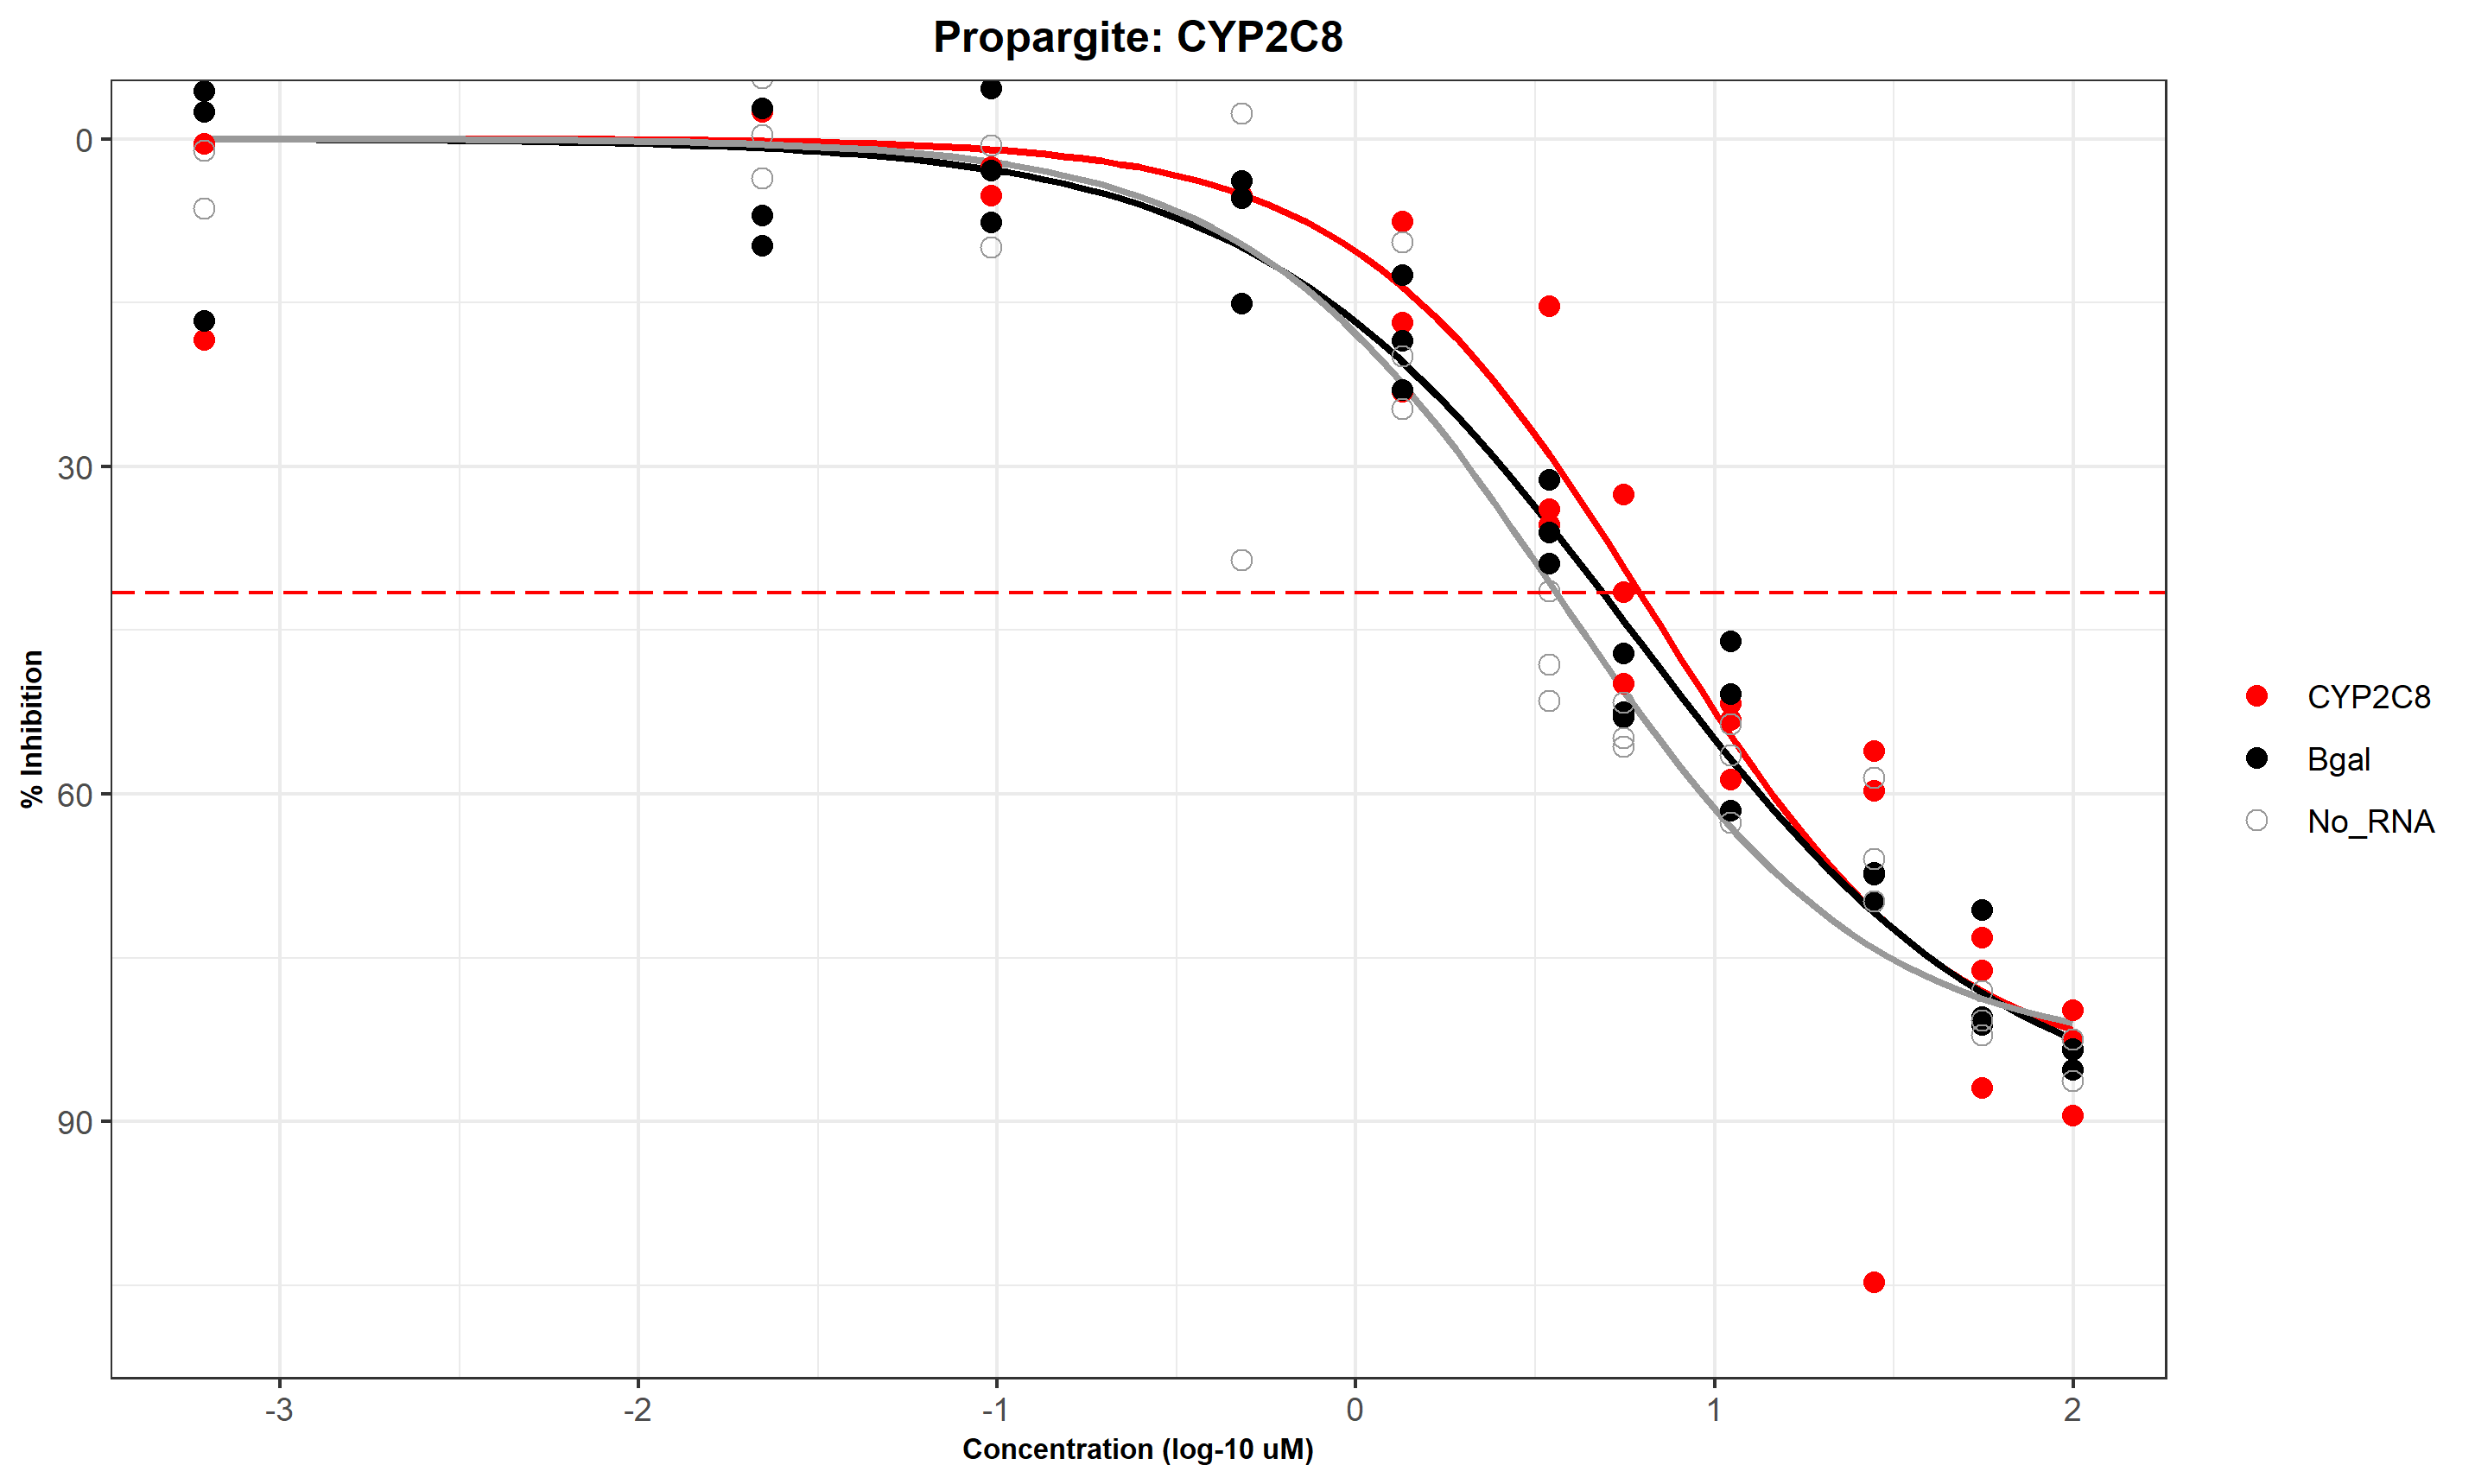 Propargite: CYP2C8
% Inhibition
0
30
60
90
-3
-2
-1
0
1
2
Concentration (log-10 uM)
CYP2C8
Bgal
No_RNA